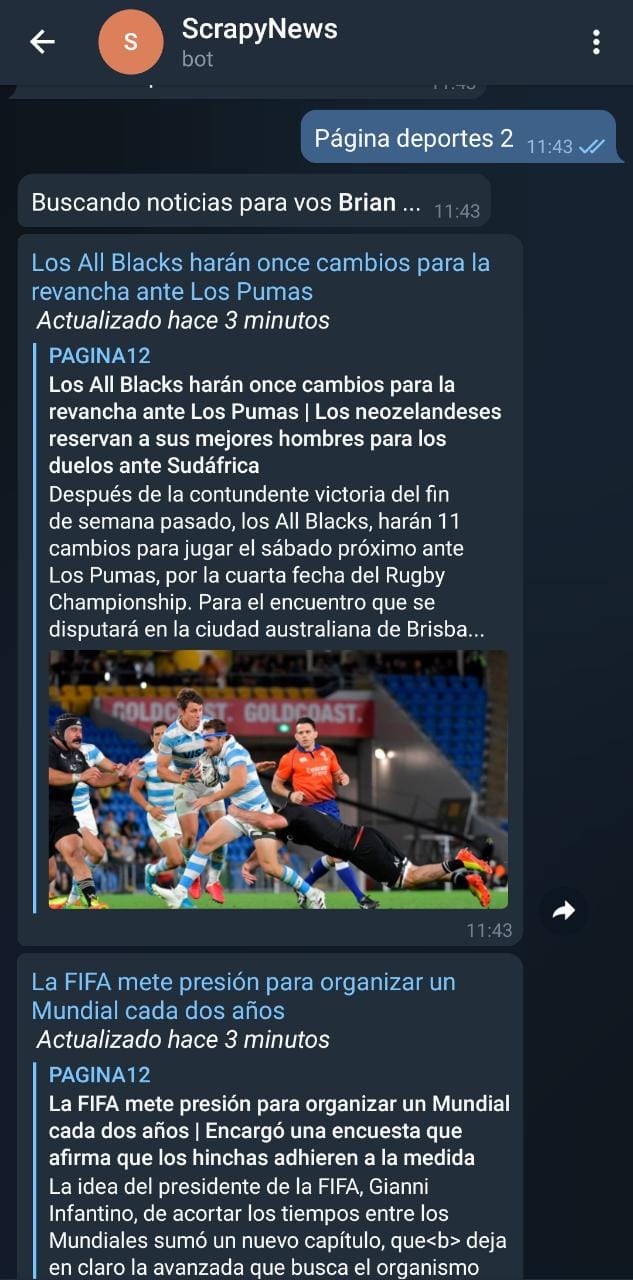 S
ScrapyNews
bot
Página deportes 2 11:43
Buscando noticias para vos Brian ... 11:43
Los All Blacks harán once cambios para la
revancha ante Los Pumas
Actualizado hace 3 minutos
PAGINA12
Los All Blacks harán once cambios para la
revancha ante Los Pumas | Los neozelandeses
reservan a sus mejores hombres para los
duelos ante Sudáfrica
Después de la contundente victoria del fin
de semana pasado, los All Blacks, harán 11
cambios para jugar el sábado próximo ante
Los Pumas, por la cuarta fecha del Rugby
Championship. Para el encuentro que se
disputará en la ciudad australiana de Brisba...
GOLDCOAST. GOLDCOAST.
VISA
11:43
La FIFA mete presión para organizar un
Mundial cada dos años
Actualizado hace 3 minutos
PAGINA12
La FIFA mete presión para organizar un Mundial
cada dos años | Encargó una encuesta que
afirma que los hinchas adhieren a la medida
La idea del presidente de la FIFA, Gianni
Infantino, de acortar los tiempos entre los
Mundiales sumó un nuevo capítulo, que<b> deja
en claro la avanzada que busca el organismo